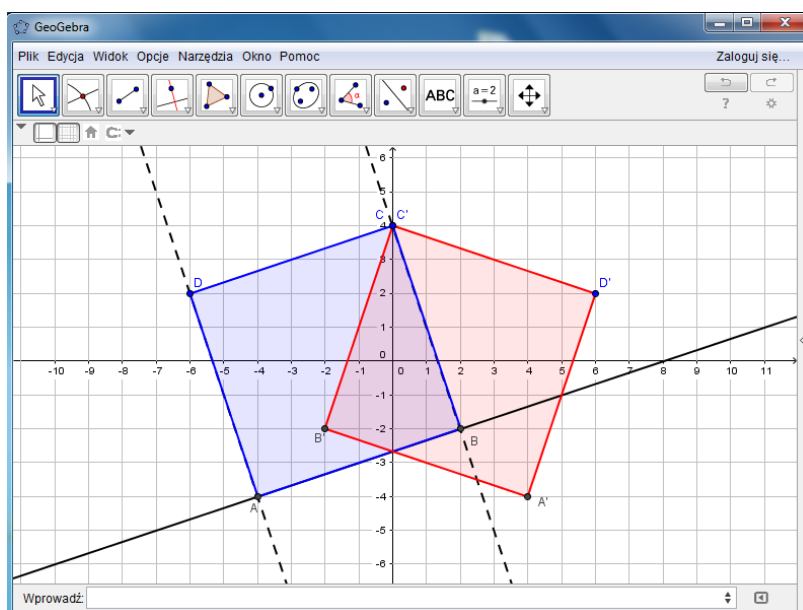 GeoGebra
Plik Edycja Widok Opcje Narzędzia Okno Pomoc Zaloguj się...
α ABC a = 2
?
6
5
C C'
4
3
D D'
2
1
0
-10 -9 -8 -7 -6 -5 -4 -3 -2 -1 0 1 2 3 4 5 6 7 8 9 10 11
-1
-2
B' B
-3
-4
A A'
-5
-6
Wprowadź: